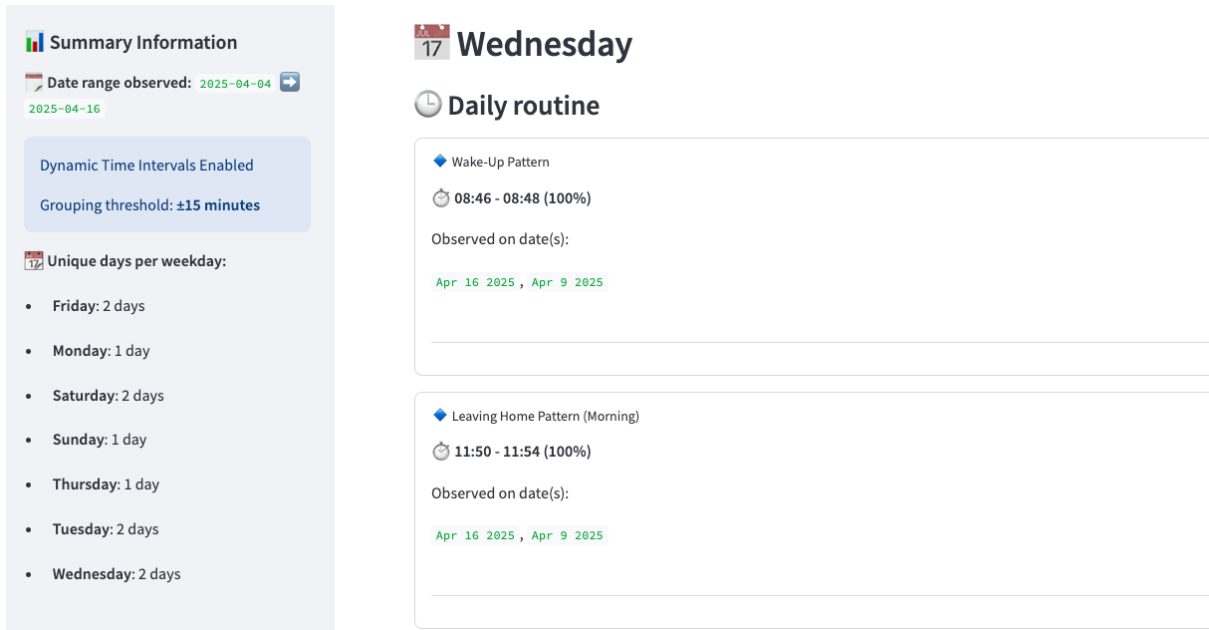 Summary Information
Date range observed: 2025-04-04
2025-04-16
Dynamic Time Intervals Enabled
Grouping threshold: ±15 minutes
Unique days per weekday:
• Friday: 2 days
• Monday: 1 day
• Saturday: 2 days
• Sunday: 1 day
• Thursday: 1 day
• Tuesday: 2 days
• Wednesday: 2 days
JUL
17
Wednesday
Daily routine
Wake-Up Pattern
08:46 - 08:48 (100%)
Observed on date(s):
Apr 16 2025 , Apr 9 2025
Leaving Home Pattern (Morning)
11:50 - 11:54 (100%)
Observed on date(s):
Apr 16 2025 , Apr 9 2025